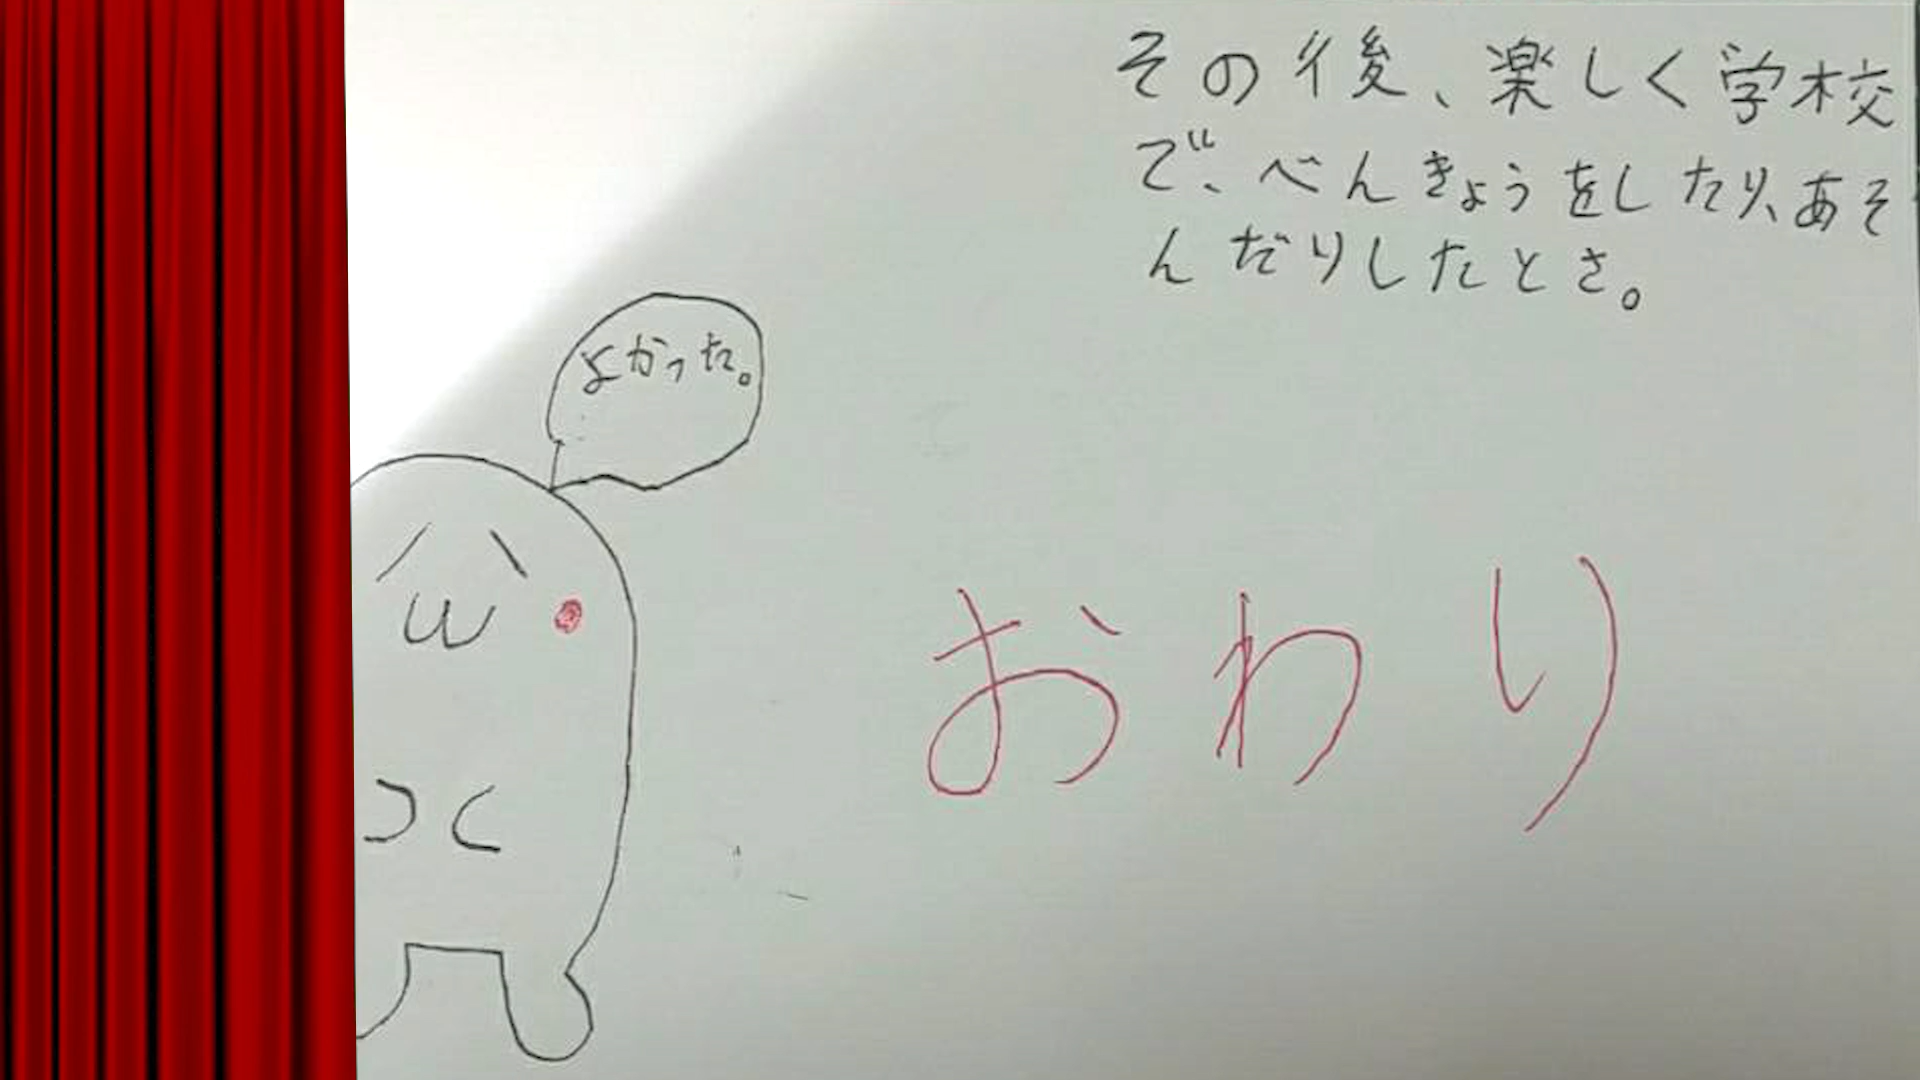 その後、楽しく学校
で、べんきょうをしたり、あそ
んだりしたとさ。
よかった。
おわり